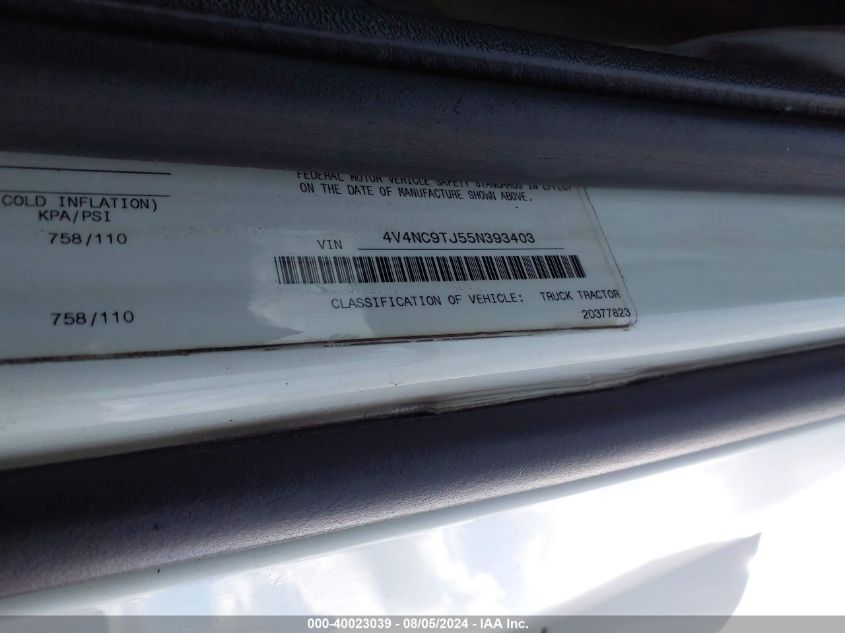 FEDERAL MOTOR VEHICLE SAFETY STANDARDS IN EFFECT
ON THE DATE OF MANUFACTURE SHOWN ABOVE.
COLD INFLATION)
KPA/PSI
758/110
VIN 4V4NC9TJ55N393403
CLASSIFICATION OF VEHICLE: TRUCK TRACTOR
758/110
20377823
000-40023039 - 08/05/2024 - IAA Inc.